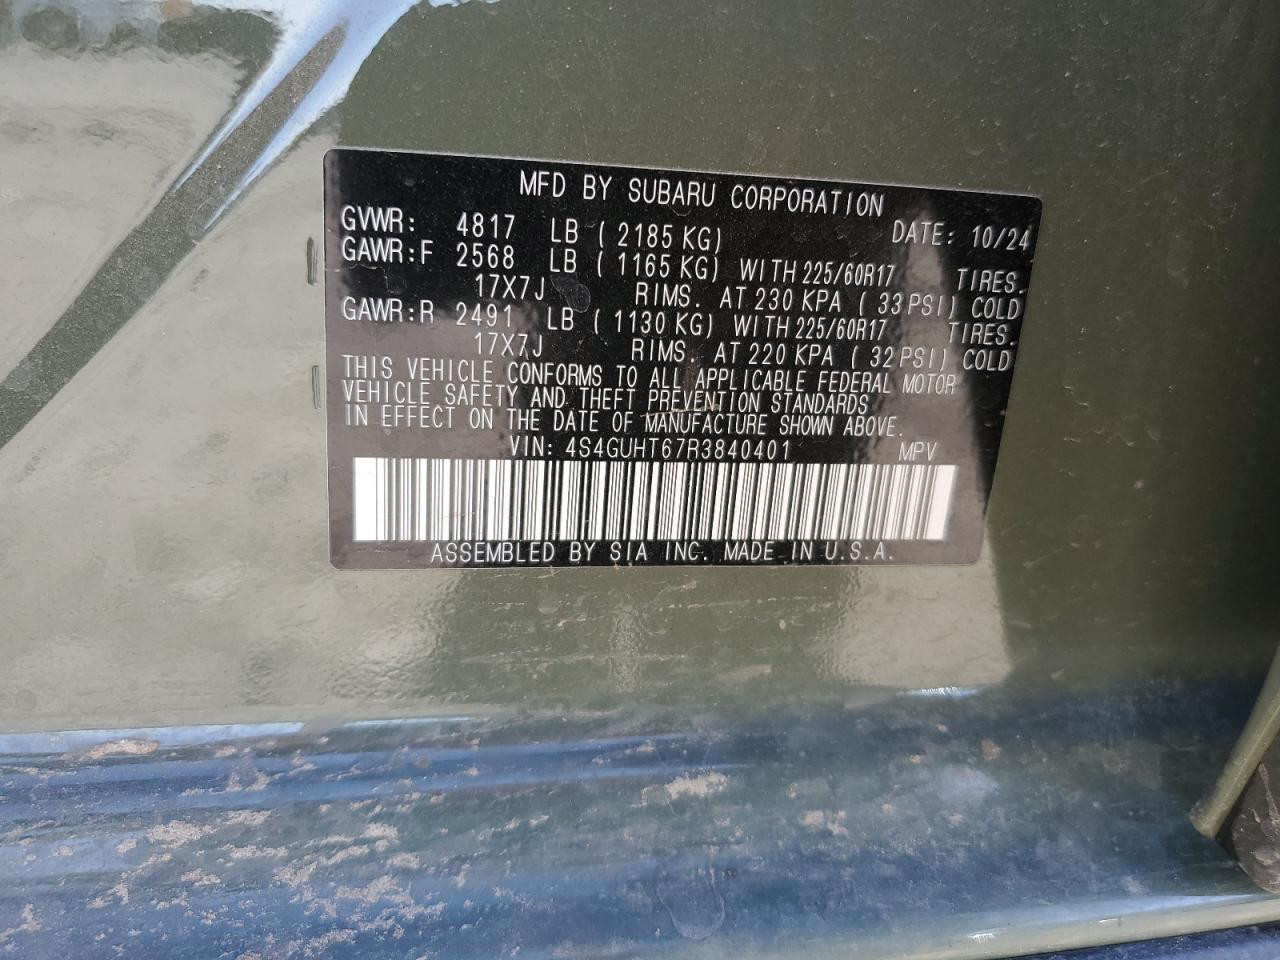 MFD BY SUBARU CORPORATION
GVWR: 4817 LB ( 2185 KG) DATE: 10/24
GAWR:F 2568 LB ( 1165 KG) WITH 225/60R17 TIRES.
17X7J RIMS. AT 230 KPA ( 33 PSI) COLD
GAWR:R 2491 LB ( 1130 KG) WITH 225/60R17 TIRES.
17X7J RIMS. AT 220 KPA ( 32 PSI) COLD
THIS VEHICLE CONFORMS TO ALL APPLICABLE FEDERAL MOTOR
VEHICLE SAFETY AND THEFT PREVENTION STANDARDS
IN EFFECT ON THE DATE OF MANUFACTURE SHOWN ABOVE.
VIN: 4S4GUHT67R3840401 MPV
ASSEMBLED BY SIA INC. MADE IN U.S.A.